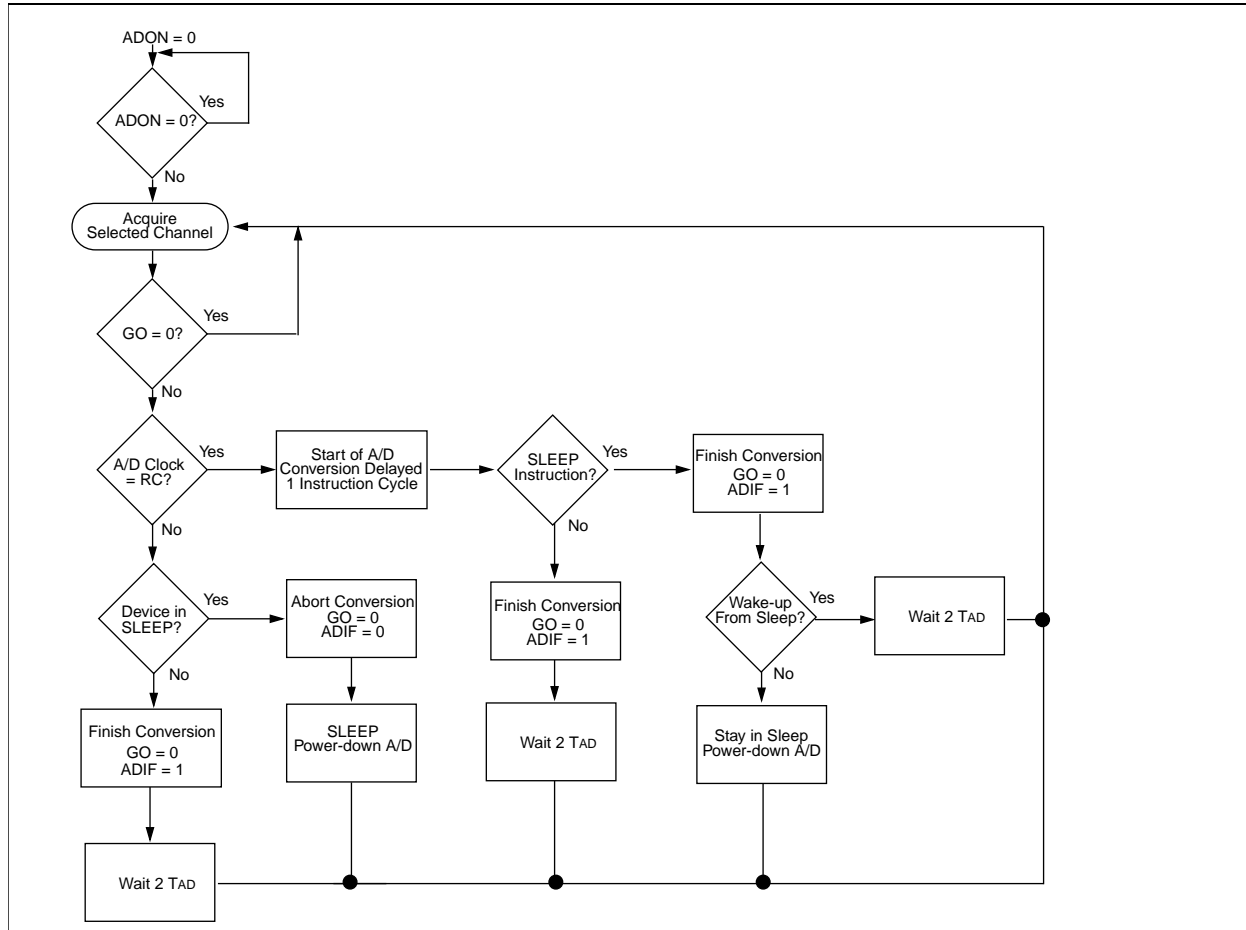 ADON = 0
Yes
ADON = 0?
No
Acquire
Selected Channel
Yes
GO = 0?
No
Yes
A/D Clock
= RC?
No
Start of A/D
Conversion Delayed
1 Instruction Cycle
Yes
SLEEP
Instruction?
No
Finish Conversion
GO = 0
ADIF = 1
Yes
Device in
SLEEP?
No
Abort Conversion
GO = 0
ADIF = 0
Finish Conversion
GO = 0
ADIF = 1
Wake-up
From Sleep?
Yes
No
Wait 2 TAD
Finish Conversion
GO = 0
ADIF = 1
SLEEP
Power-down A/D
Wait 2 TAD
Stay in Sleep
Power-down A/D
Wait 2 TAD